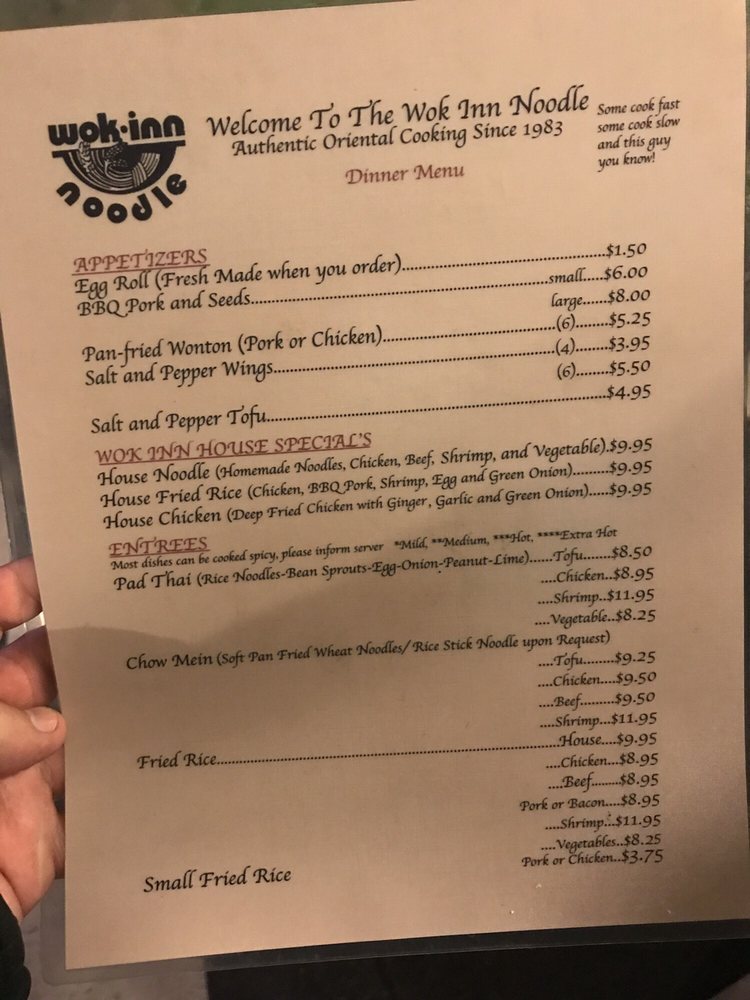 wok·inn
noodle
Welcome To The Wok Inn Noodle
Authentic Oriental Cooking Since 1983
Dinner Menu
Some cook fast
some cook slow
and this guy
you know!
APPETIZERS
Egg Roll (Fresh Made when you order)....................$1.50
BBQ Pork and Seeds....................small.....$6.00
large......$8.00
Pan-fried Wonton (Pork or Chicken)....................(6)........$5.25
Salt and Pepper Wings....................(4)........$3.95
(6)........$5.50
Salt and Pepper Tofu....................$4.95
WOK INN HOUSE SPECIAL'S
House Noodle (Homemade Noodles, Chicken, Beef, Shrimp, and Vegetable).$9.95
House Fried Rice (Chicken, BBQ Pork, Shrimp, Egg and Green Onion).........$9.95
House Chicken (Deep Fried Chicken with Ginger, Garlic and Green Onion).....$9.95
ENTREES
Most dishes can be cooked spicy, please inform server *Mild, **Medium, ***Hot, ****Extra Hot
Pad Thai (Rice Noodles-Bean Sprouts-Egg-Onion-Peanut-Lime)......Tofu.......$8.50
....Chicken..$8.95
....Shrimp..$11.95
....Vegetable..$8.25
Chow Mein (Soft Pan Fried Wheat Noodles/ Rice Stick Noodle upon Request)
....Tofu........$9.25
....Chicken....$9.50
....Beef.........$9.50
....Shrimp...$11.95
Fried Rice....................House....$9.95
....Chicken...$8.95
....Beef........$8.95
Pork or Bacon....$8.95
....Shrimp...$11.95
....Vegetables..$8.25
Small Fried Rice Pork or Chicken..$3.75